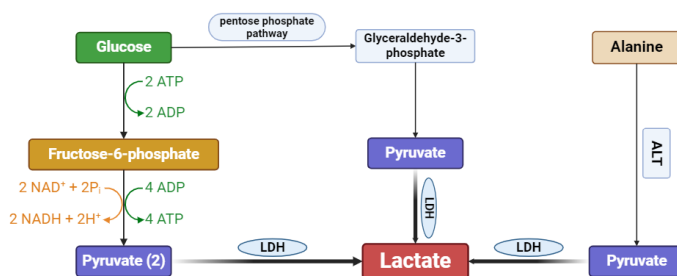 pentose phosphate
pathway
Glucose
Glyceraldehyde-3-
phosphate
Alanine
2 ATP
2 ADP
Fructose-6-phosphate
Pyruvate
ALT
2 NAD⁺ + 2Pᵢ
4 ADP
LDH
2 NADH + 2H⁺
4 ATP
Pyruvate (2)
LDH
Lactate
LDH
Pyruvate